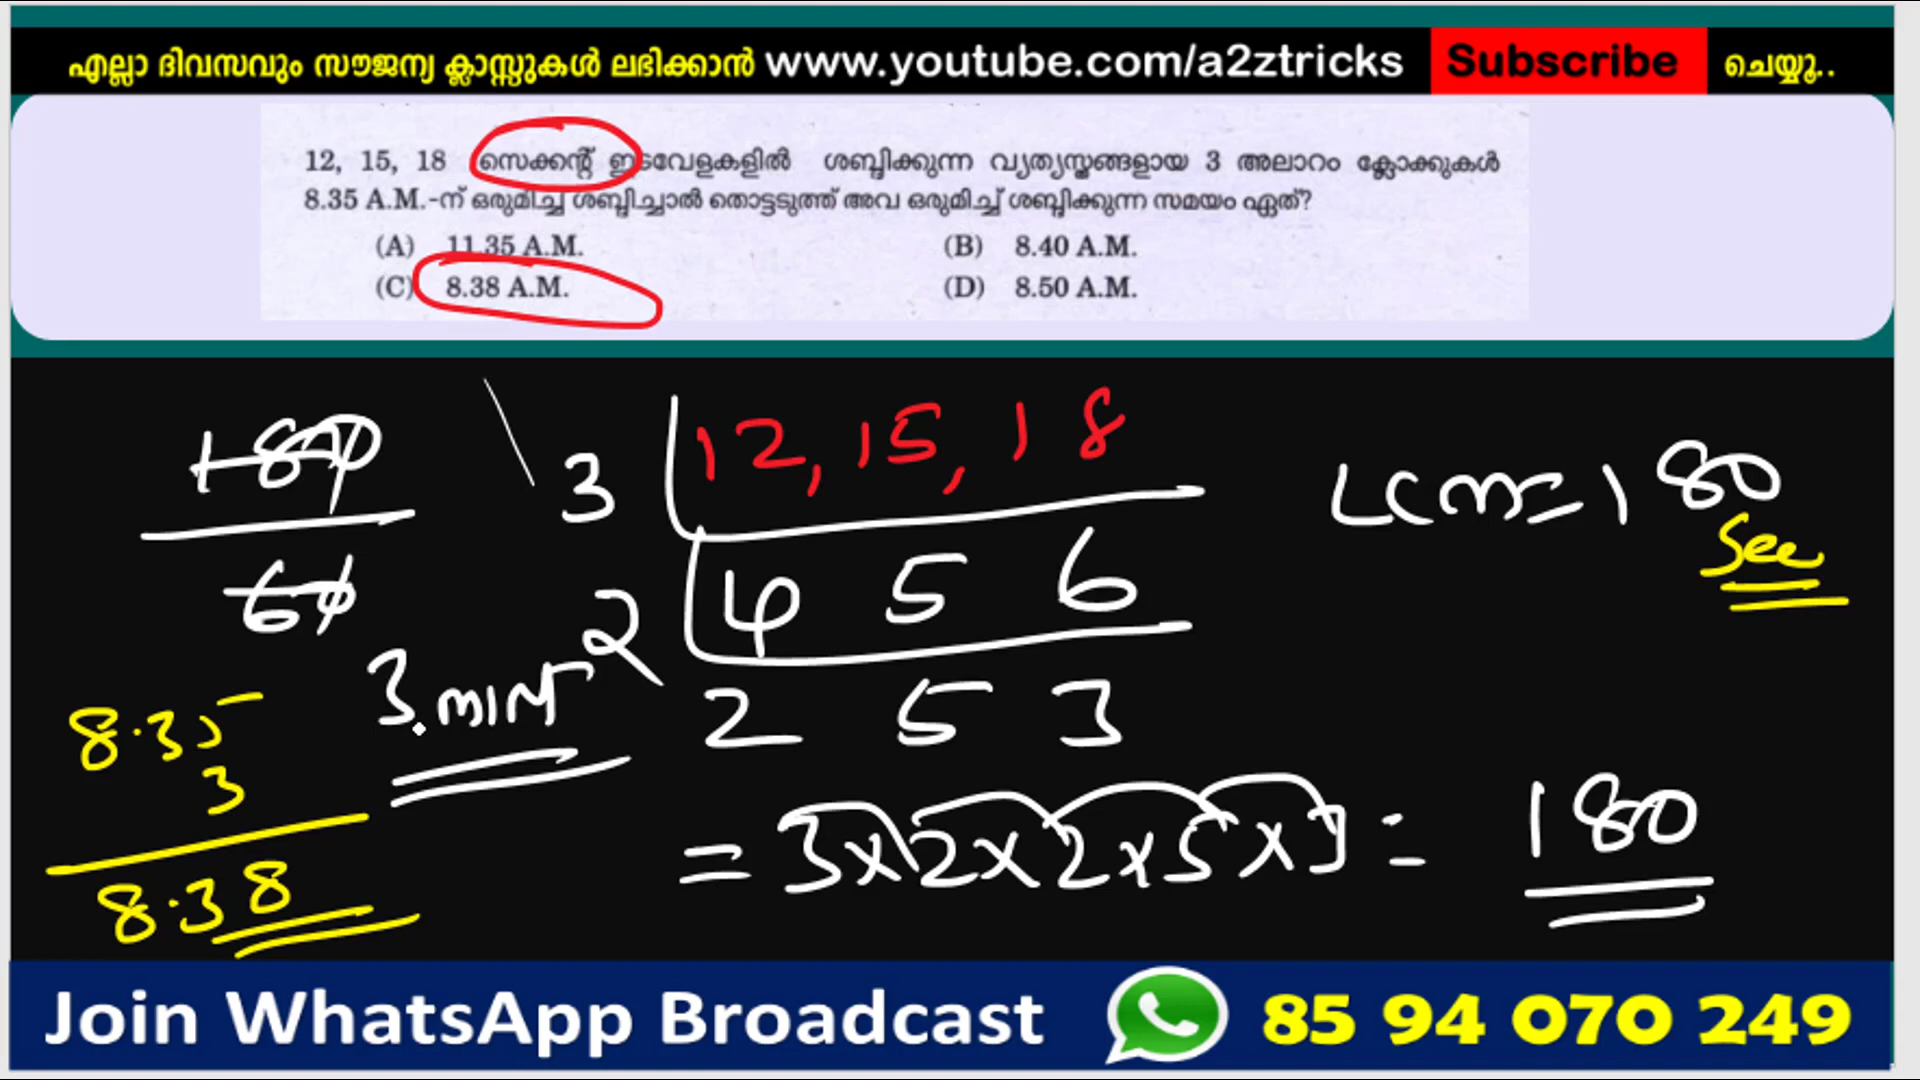 എല്ലാ ദിവസവും സൗജന്യ ക്ലാസ്സുകൾ ലഭിക്കാൻ www.youtube.com/a2ztricks Subscribe ചെയ്യൂ..
12, 15, 18 സെക്കന്റ് ഇടവേളകളിൽ ശബ്ദിക്കുന്ന വ്യത്യസ്തങ്ങളായ 3 അലാറം ക്ലോക്കുകൾ
8.35 A.M.-ന് ഒരുമിച്ച് ശബ്ദിച്ചാൽ തൊട്ടടുത്ത് അവ ഒരുമിച്ച് ശബ്ദിക്കുന്ന സമയം ഏത്?
(A) 11.35 A.M. (B) 8.40 A.M.
(C) 8.38 A.M. (D) 8.50 A.M.
180 3 12, 15, 18 LCM=180
60 2 4 5 6 Sec
3 മിനിട്ട് 2 5 3
8.35
3
= 3x2x2x5x3 = 180
8.38
Join WhatsApp Broadcast 85 94 070 249